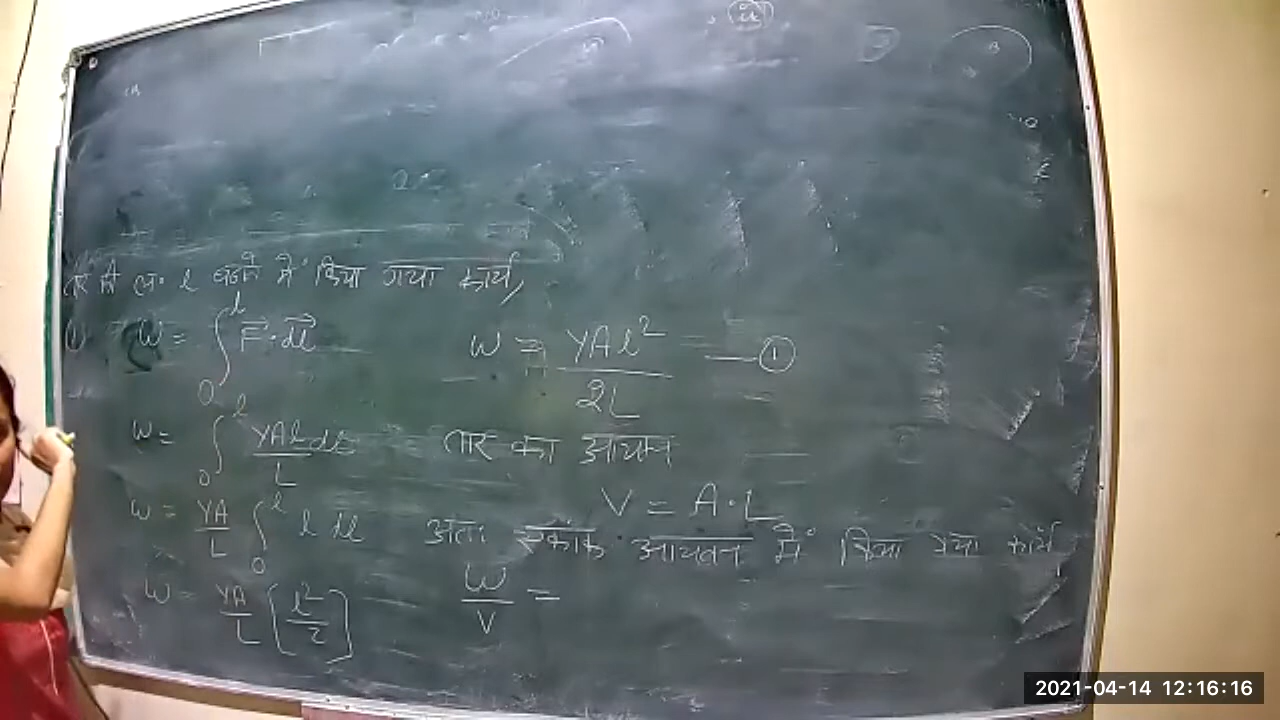 तार की ल० l बढ़ाने में किया गया कार्य,
W = ∫₀ˡ F⃗·dl⃗
W = ∫₀ˡ YAl dl / L
W = YA/L ∫₀ˡ l dl
W = YA/L [l²/2]
W = YAl²/2L —①
तार का आयतन
V = A·L
अतः एकांक आयतन में किया गया कार्य
W/V =
2021-04-14 12:16:16